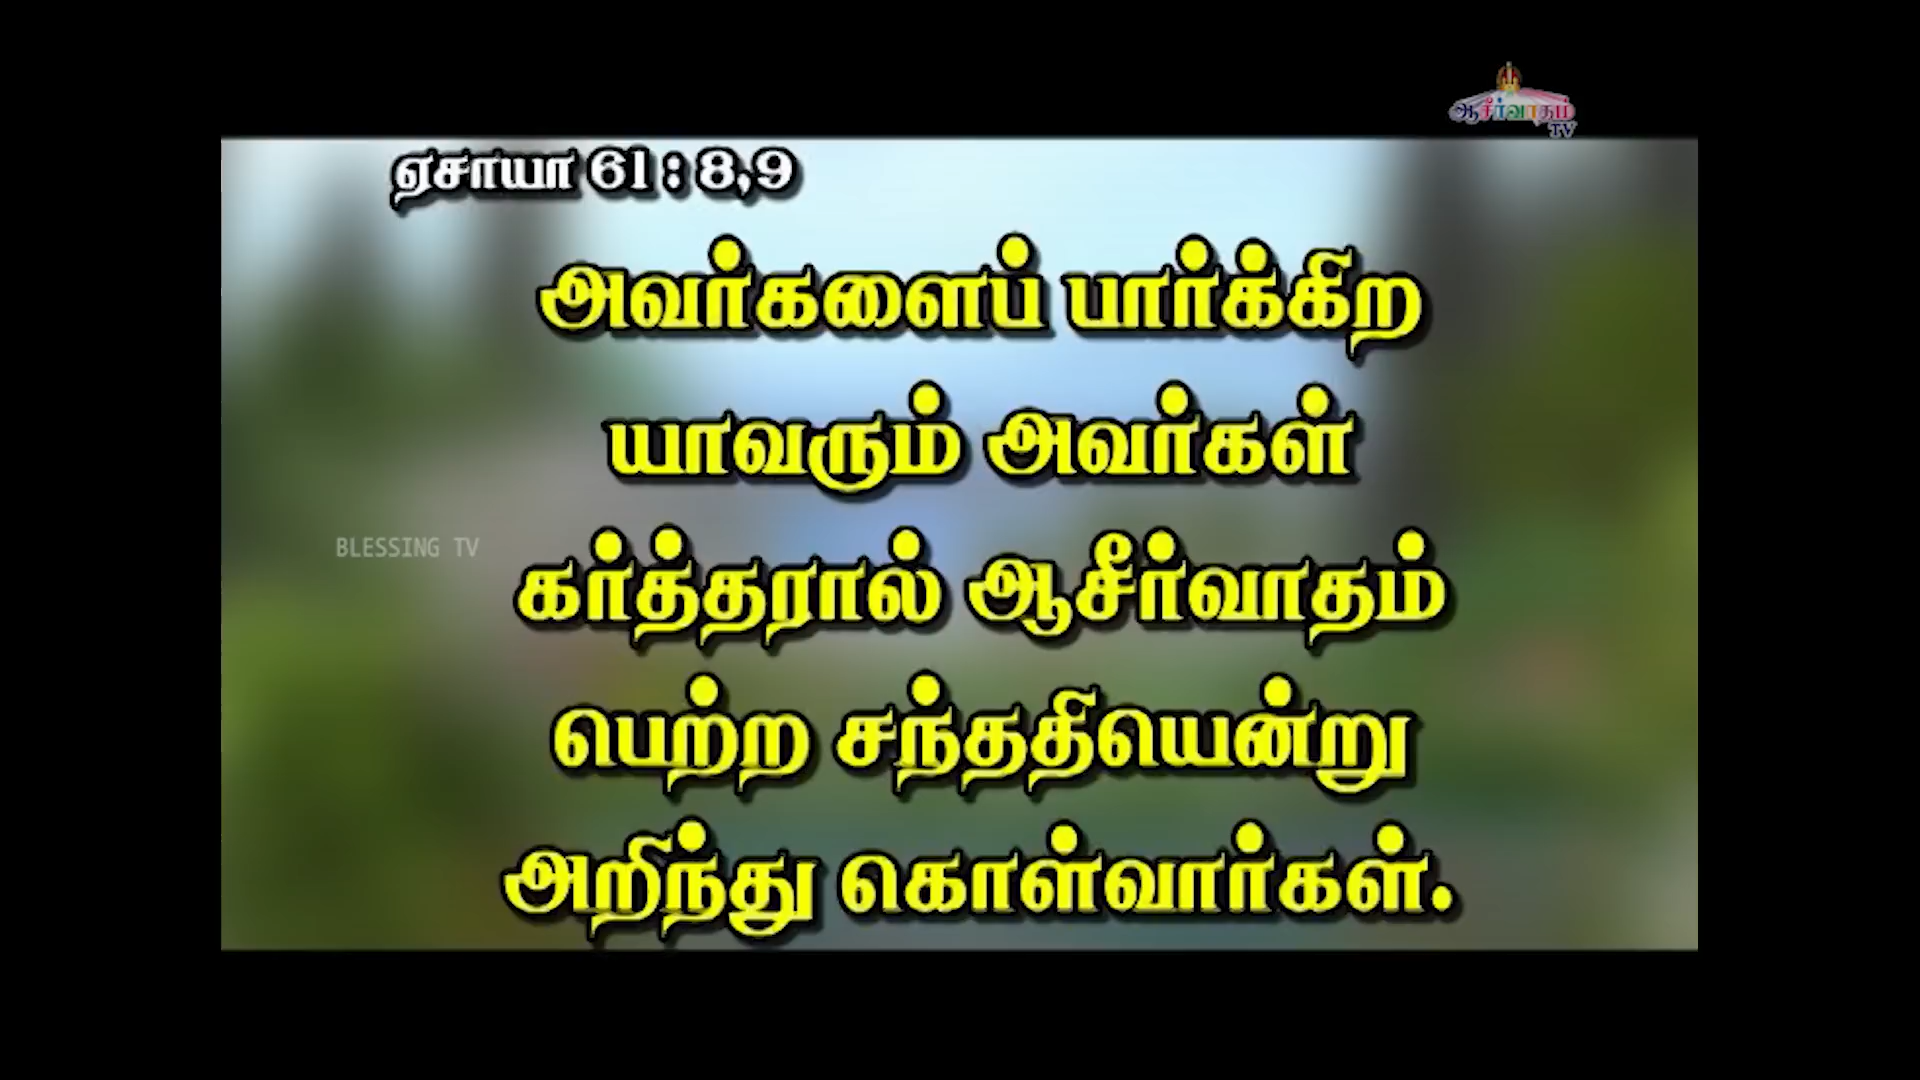 ஆசீர்வாதம்
TV
ஏசாயா 61 : 8,9
அவர்களைப் பார்க்கிற
யாவரும் அவர்கள்
BLESSING TV
கர்த்தரால் ஆசீர்வாதம்
பெற்ற சந்ததியென்று
அறிந்து கொள்வார்கள்.